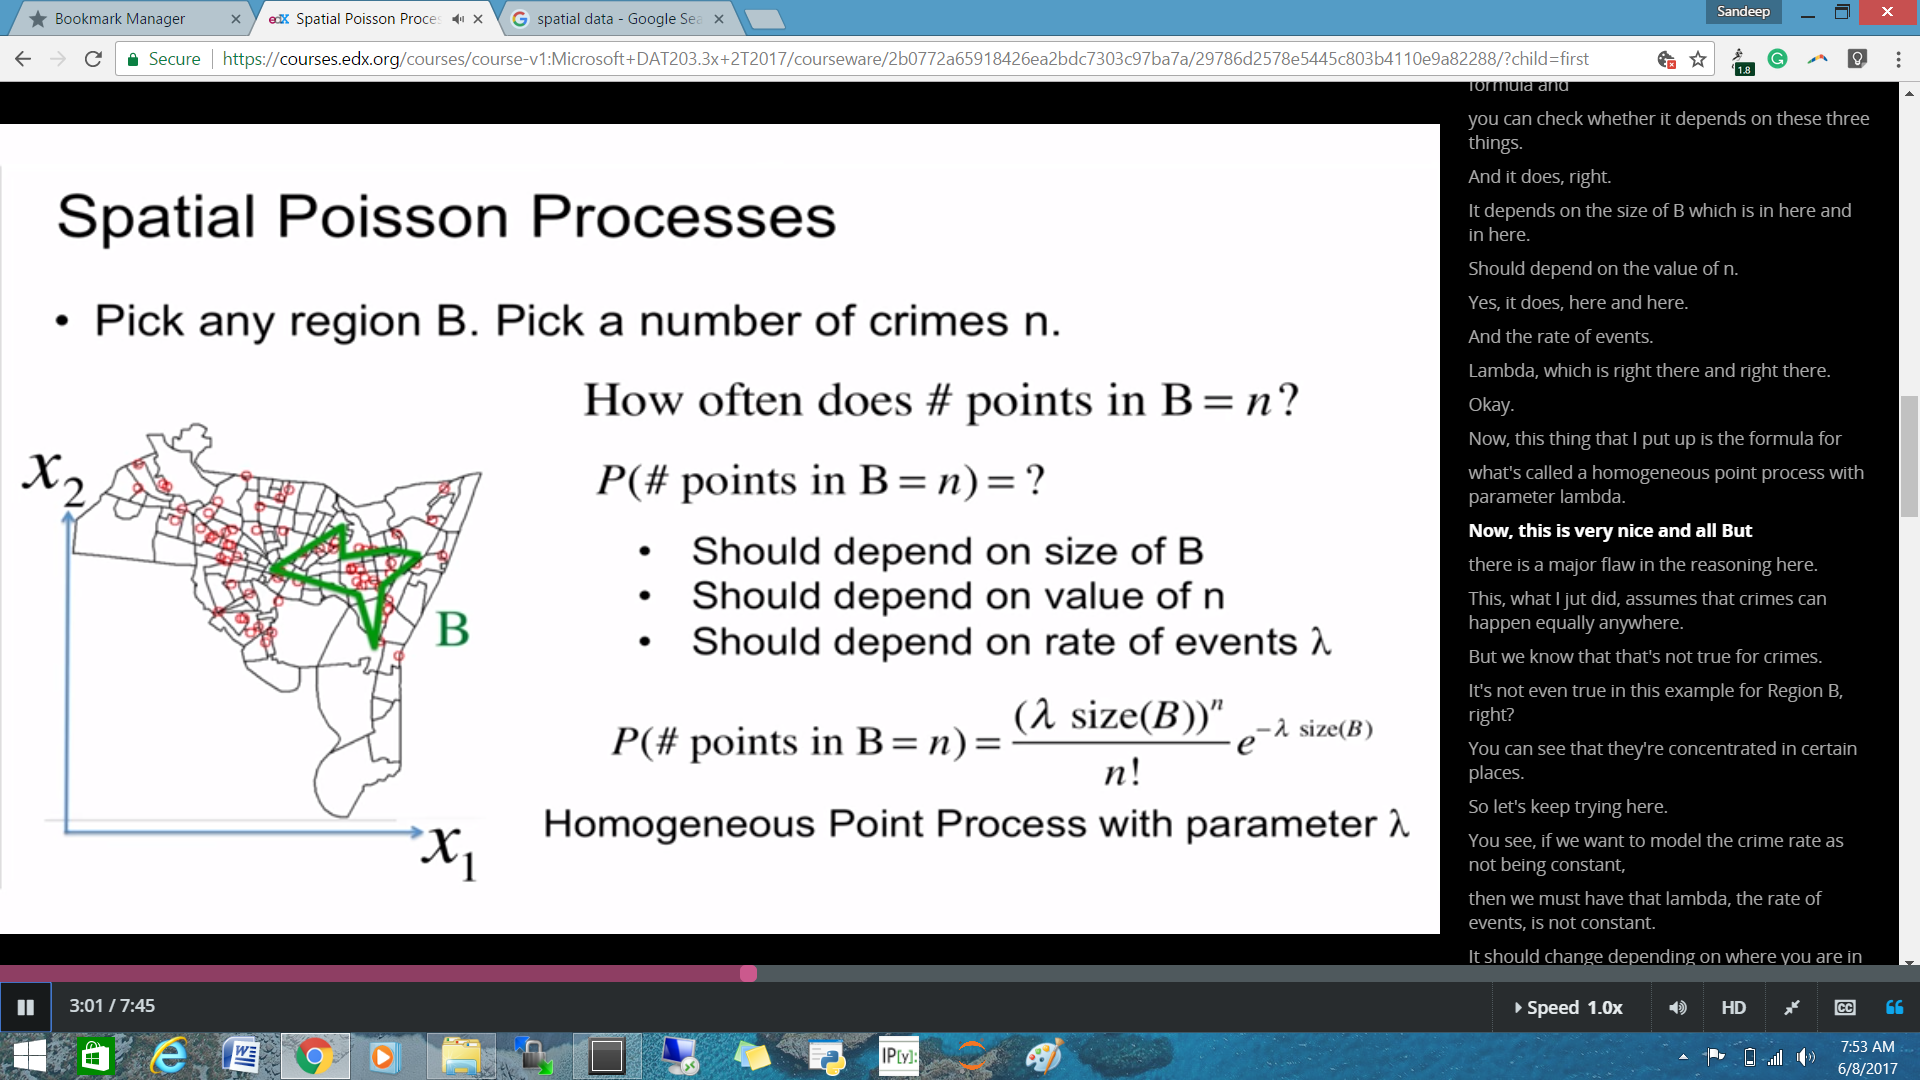 Bookmark Manager
edX Spatial Poisson Proces
spatial data - Google Sea
Sandeep
Secure
https://courses.edx.org/courses/course-v1:Microsoft+DAT203.3x+2T2017/courseware/2b0772a65918426ea2bdc7303c97ba7a/29786d2578e5445c803b4110e9a82288/?child=first
1.8
Spatial Poisson Processes
• Pick any region B. Pick a number of crimes n.
How often does # points in B = n?
P(# points in B = n) = ?
• Should depend on size of B
• Should depend on value of n
• Should depend on rate of events λ
P(# points in B = n) = (λ size(B))ⁿ / n! e^(−λ size(B))
Homogeneous Point Process with parameter λ
x₂
B
x₁
formula and
you can check whether it depends on these three
things.
And it does, right.
It depends on the size of B which is in here and
in here.
Should depend on the value of n.
Yes, it does, here and here.
And the rate of events.
Lambda, which is right there and right there.
Okay.
Now, this thing that I put up is the formula for
what's called a homogeneous point process with
parameter lambda.
Now, this is very nice and all But
there is a major flaw in the reasoning here.
This, what I jut did, assumes that crimes can
happen equally anywhere.
But we know that that's not true for crimes.
It's not even true in this example for Region B,
right?
You can see that they're concentrated in certain
places.
So let's keep trying here.
You see, if we want to model the crime rate as
not being constant,
then we must have that lambda, the rate of
events, is not constant.
It should change depending on where you are in
3:01 / 7:45
Speed 1.0x
HD
CC
IP[y]:
7:53 AM
6/8/2017